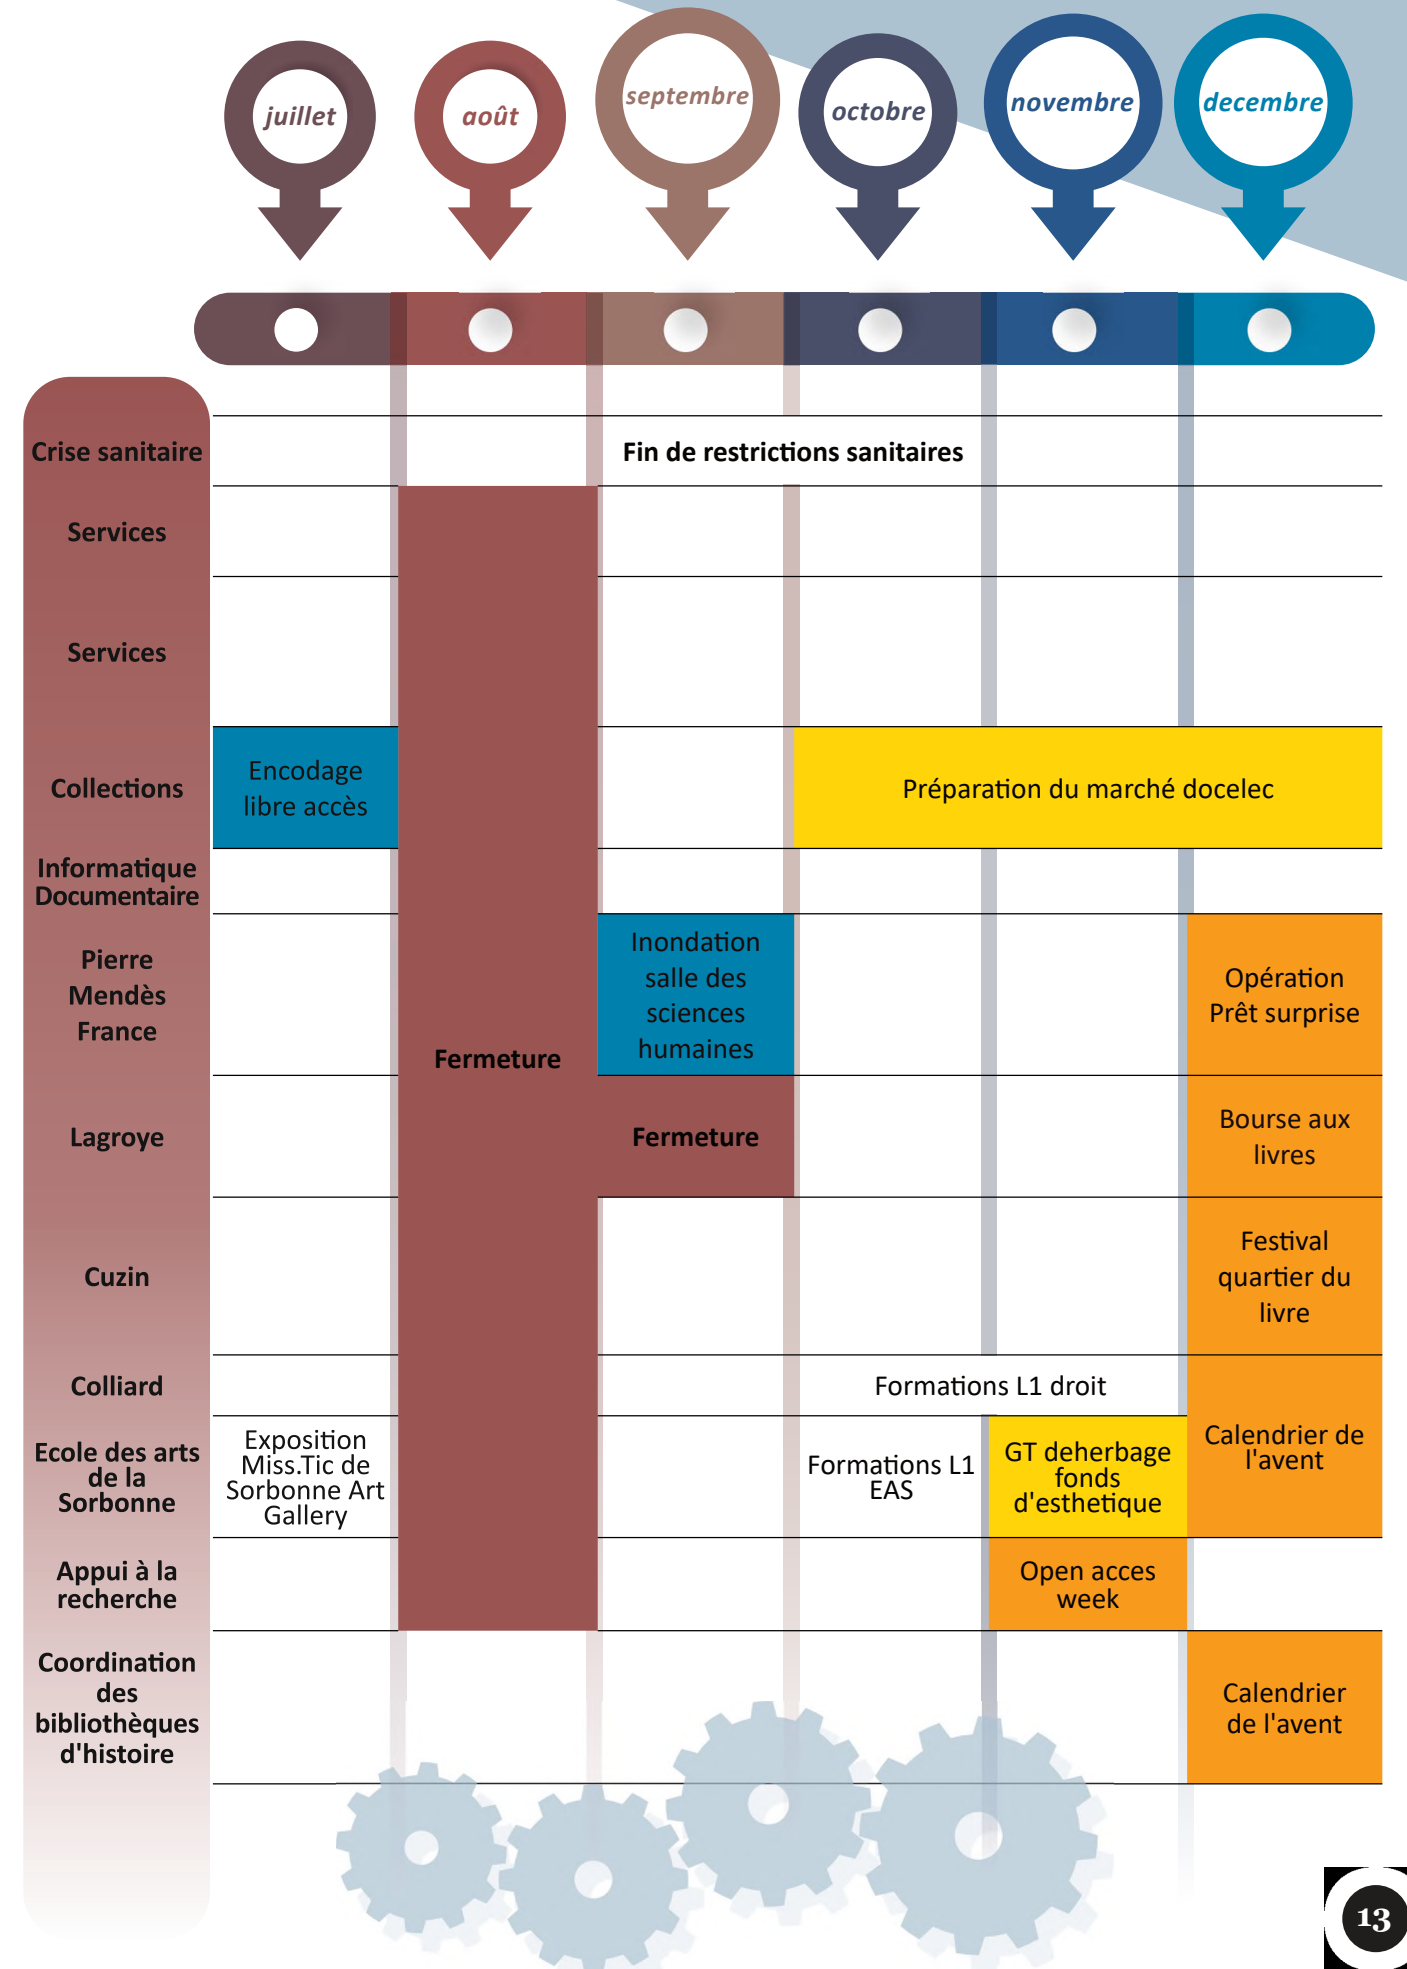 juillet
août
septembre
octobre
novembre
decembre
Crise sanitaire
Fin de restrictions sanitaires
Services
Services
Collections
Encodage
libre accès
Préparation du marché docelec
Informatique
Documentaire
Pierre
Mendès
France
Fermeture
Inondation
salle des
sciences
humaines
Opération
Prêt surprise
Lagroye
Fermeture
Bourse aux
livres
Cuzin
Festival
quartier du
livre
Colliard
Formations L1 droit
Calendrier de
l'avent
Ecole des arts
de la
Sorbonne
Exposition
Miss.Tic de
Sorbonne Art
Gallery
Formations L1
EAS
GT deherbage
fonds
d'esthetique
Appui à la
recherche
Open acces
week
Coordination
des
bibliothèques
d'histoire
Calendrier
de l'avent
13